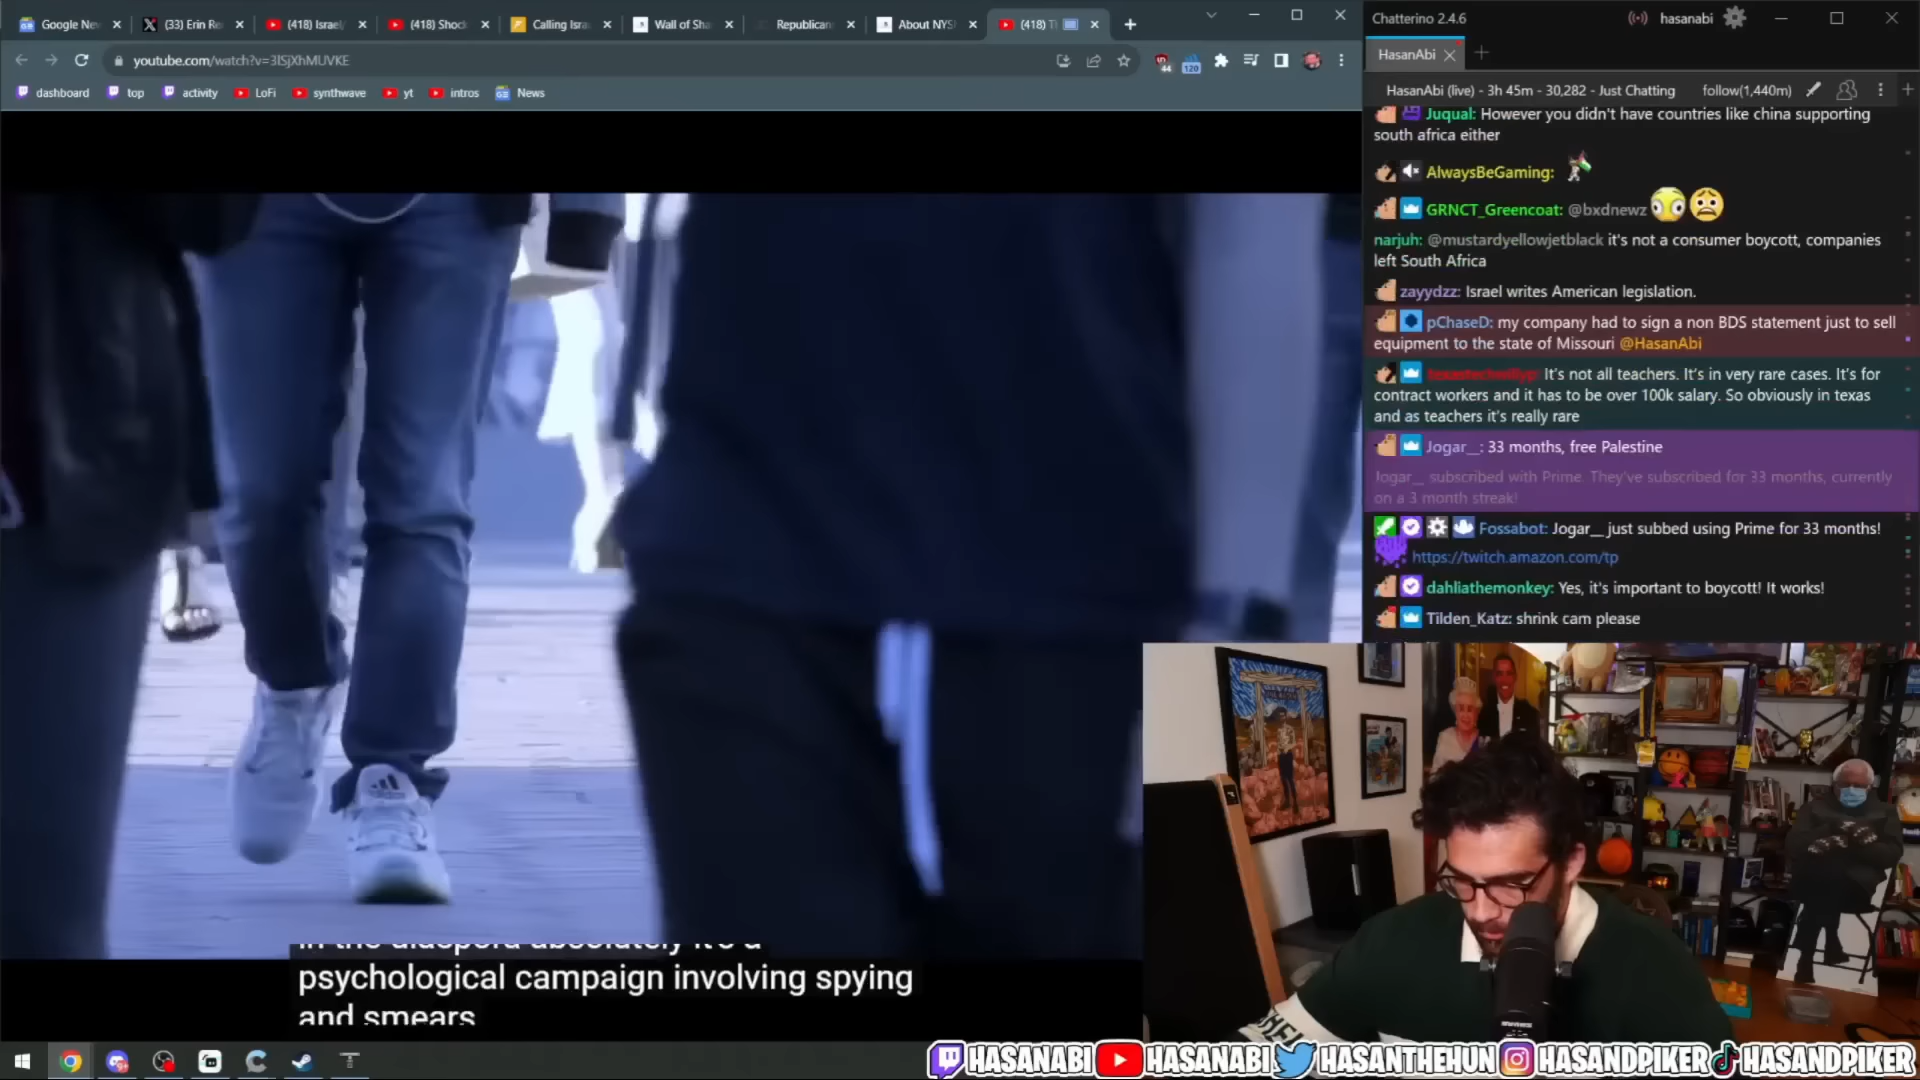 Google Nev
(33) Erin Re
(418) Israel/
(418) Shoc
Calling Isra
Wall of Sha
Republican
About NYS
(418) T
youtube.com/watch?v=3lSjXhMUVKE
44
120
dashboard
top
activity
LoFi
synthwave
yt
intros
News
psychological campaign involving spying
and smears
Chatterino 2.4.6
hasanabi
HasanAbi
HasanAbi (live) - 3h 45m - 30,282 - Just Chatting
follow(1,440m)
Juqual: However you didn't have countries like china supporting
south africa either
AlwaysBeGaming:
GRNCT_Greencoat: @bxdnewz
narjuh: @mustardyellowjetblack it's not a consumer boycott, companies
left South Africa
zayydzz: Israel writes American legislation.
pChaseD: my company had to sign a non BDS statement just to sell
equipment to the state of Missouri @HasanAbi
It's not all teachers. It's in very rare cases. It's for
contract workers and it has to be over 100k salary. So obviously in texas
and as teachers it's really rare
Jogar__: 33 months, free Palestine
Jogar__ subscribed with Prime. They've subscribed for 33 months, currently
on a 3 month streak!
Fossabot: Jogar__ just subbed using Prime for 33 months!
https://twitch.amazon.com/tp
dahliathemonkey: Yes, it's important to boycott! It works!
Tilden_Katz: shrink cam please
HASANABI
HASANABI
HASANTHEHUN
HASANDPIKER
HASANDPIKER